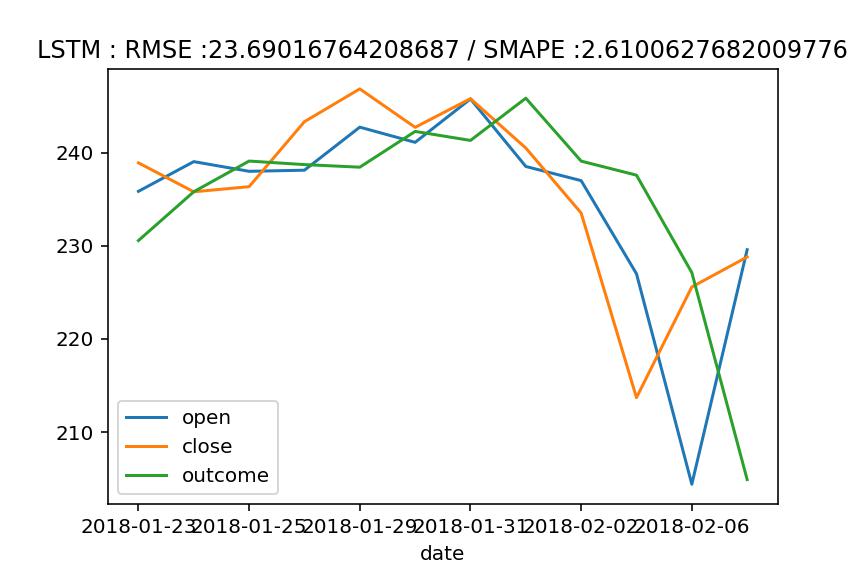 LSTM : RMSE :23.69016764208687 / SMAPE :2.6100627682009776
240
230
220
210
open
close
outcome
2018-01-23 2018-01-25 2018-01-29 2018-01-31 2018-02-02 2018-02-06
date